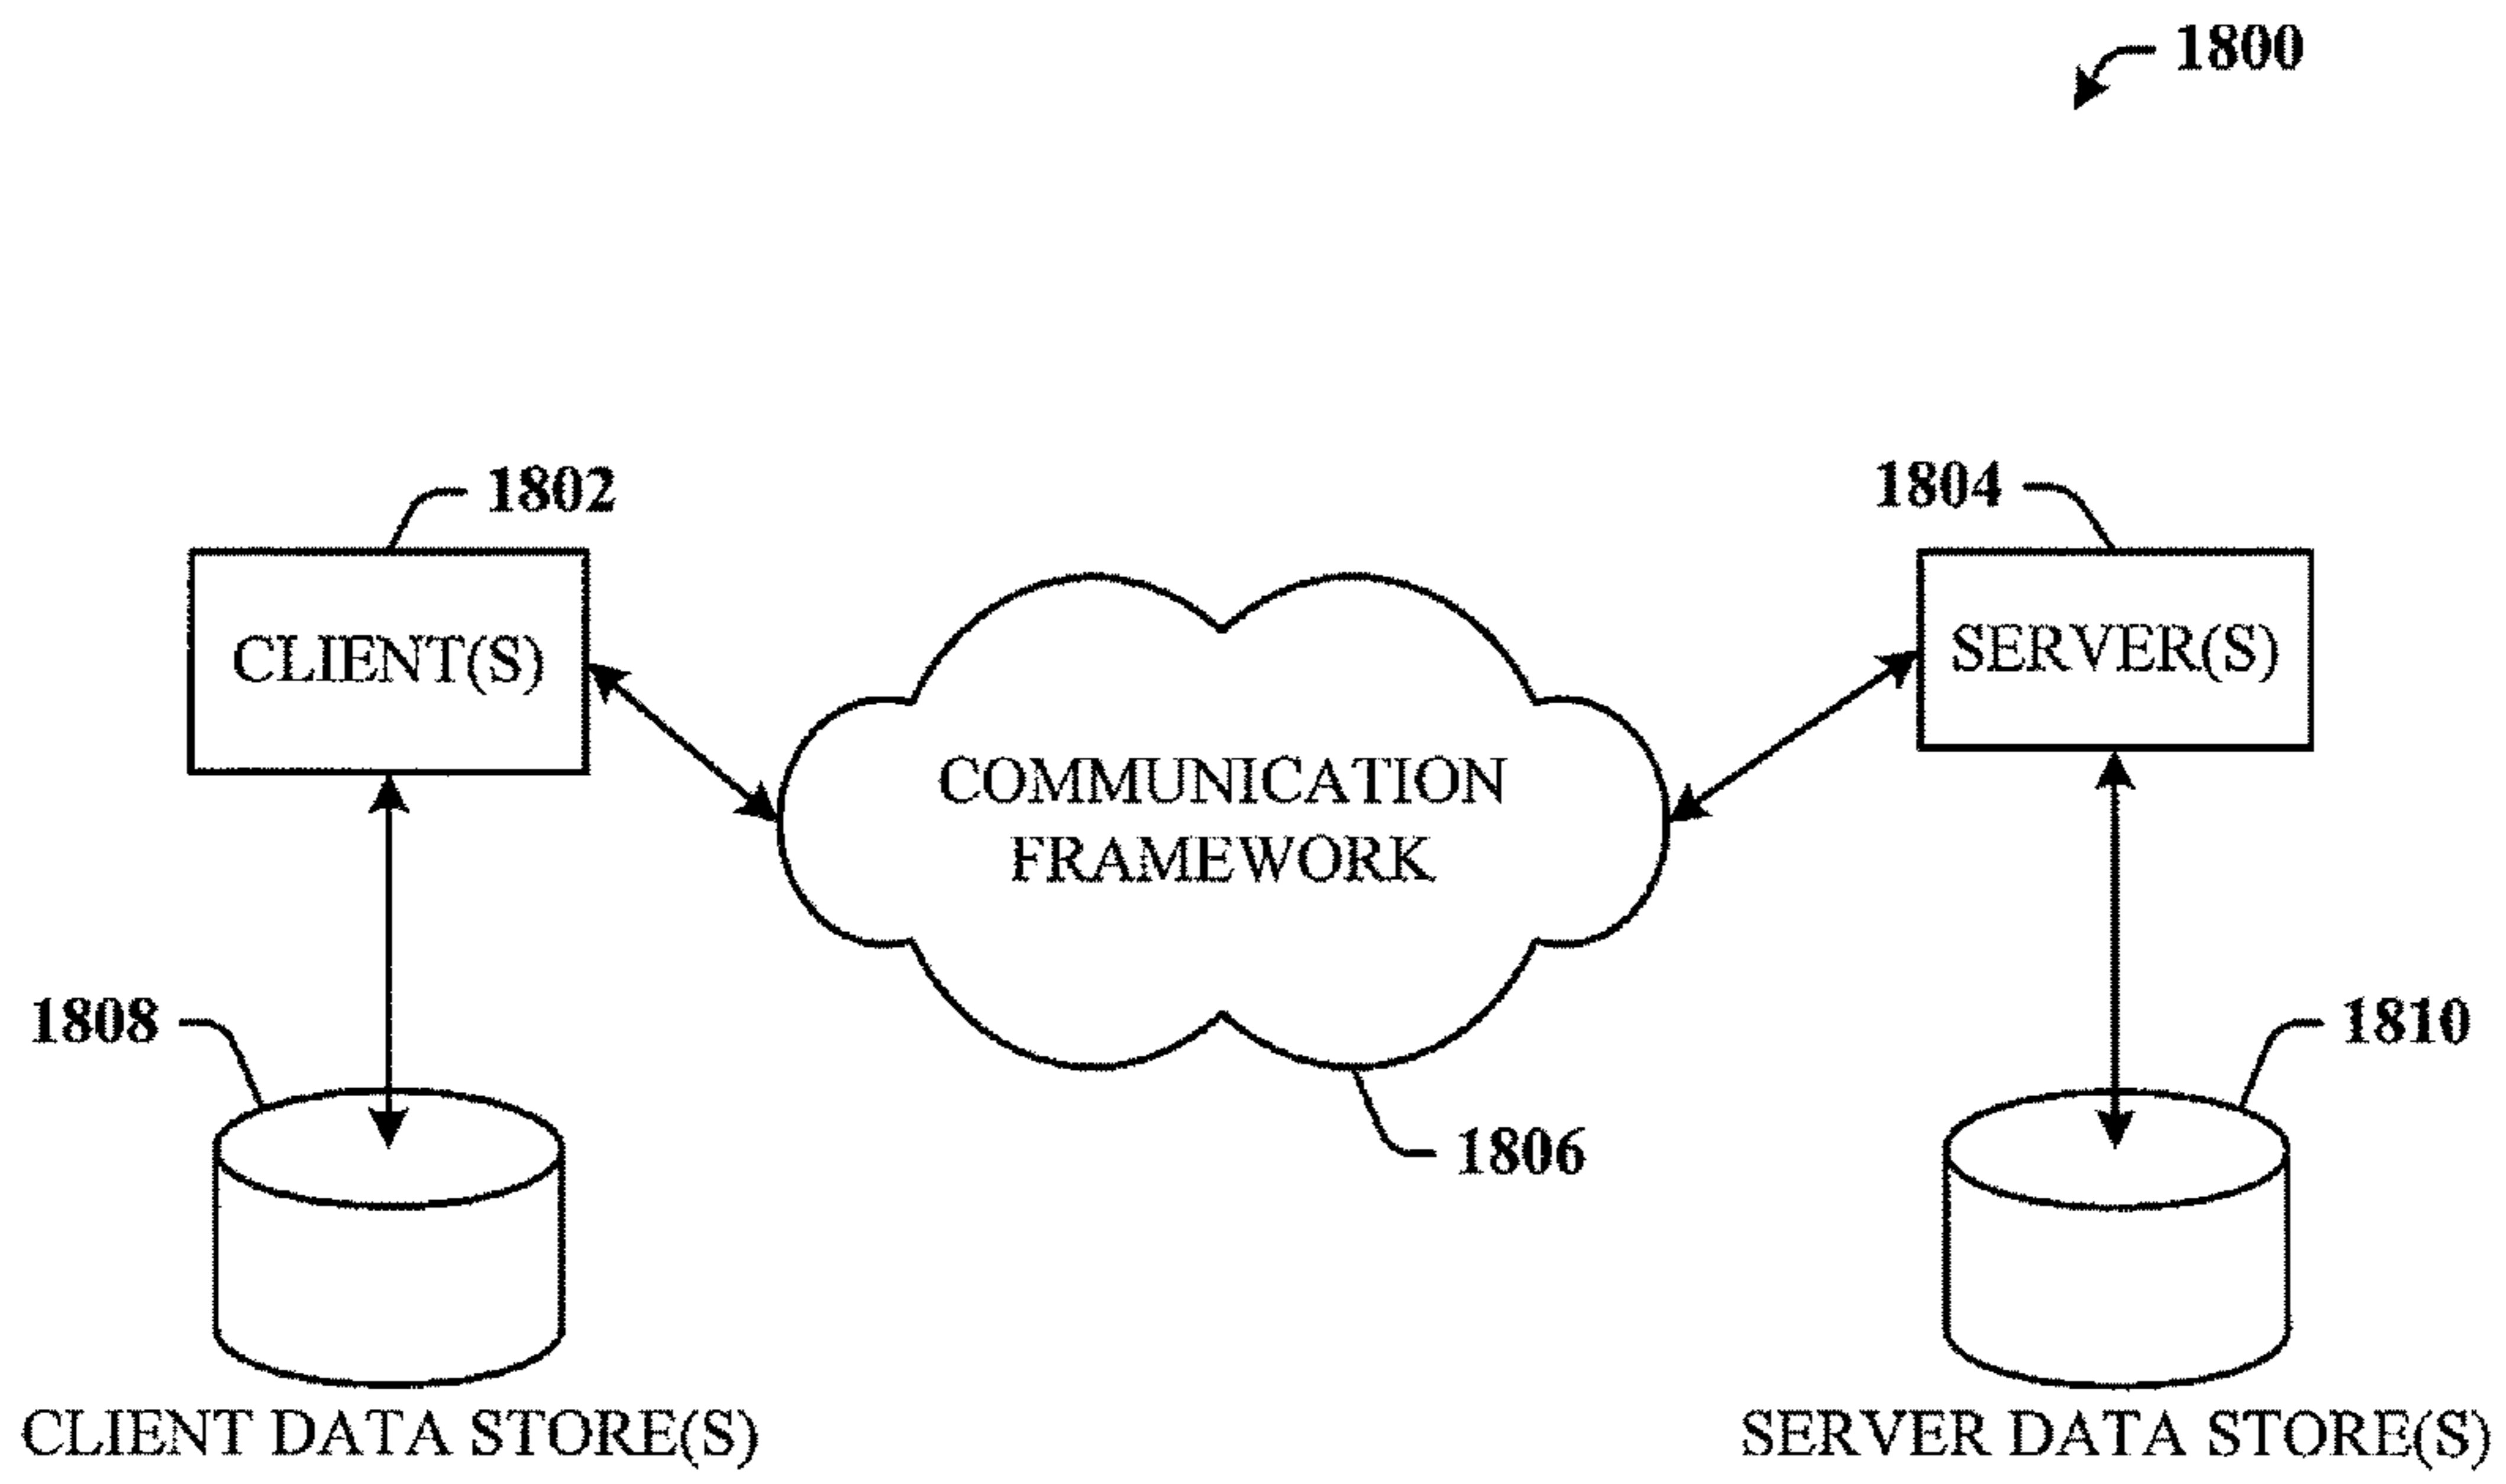 1800
1802
1804
CLIENT(S)
SERVER(S)
COMMUNICATION
FRAMEWORK
1808
1810
1806
CLIENT DATA STORE(S)
SERVER DATA STORE(S)